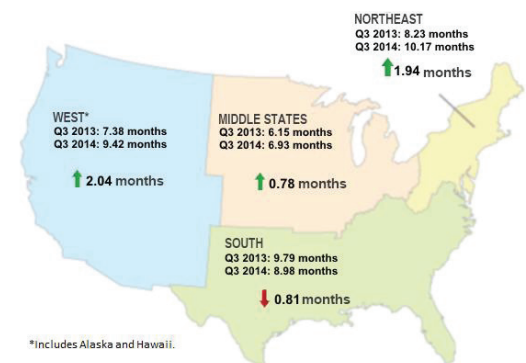 NORTHEAST
Q3 2013: 8.23 months
Q3 2014: 10.17 months
1.94 months
WEST*
Q3 2013: 7.38 months
Q3 2014: 9.42 months
2.04 months
MIDDLE STATES
Q3 2013: 6.15 months
Q3 2014: 6.93 months
0.78 months
SOUTH
Q3 2013: 9.79 months
Q3 2014: 8.98 months
0.81 months
*Includes Alaska and Hawaii.